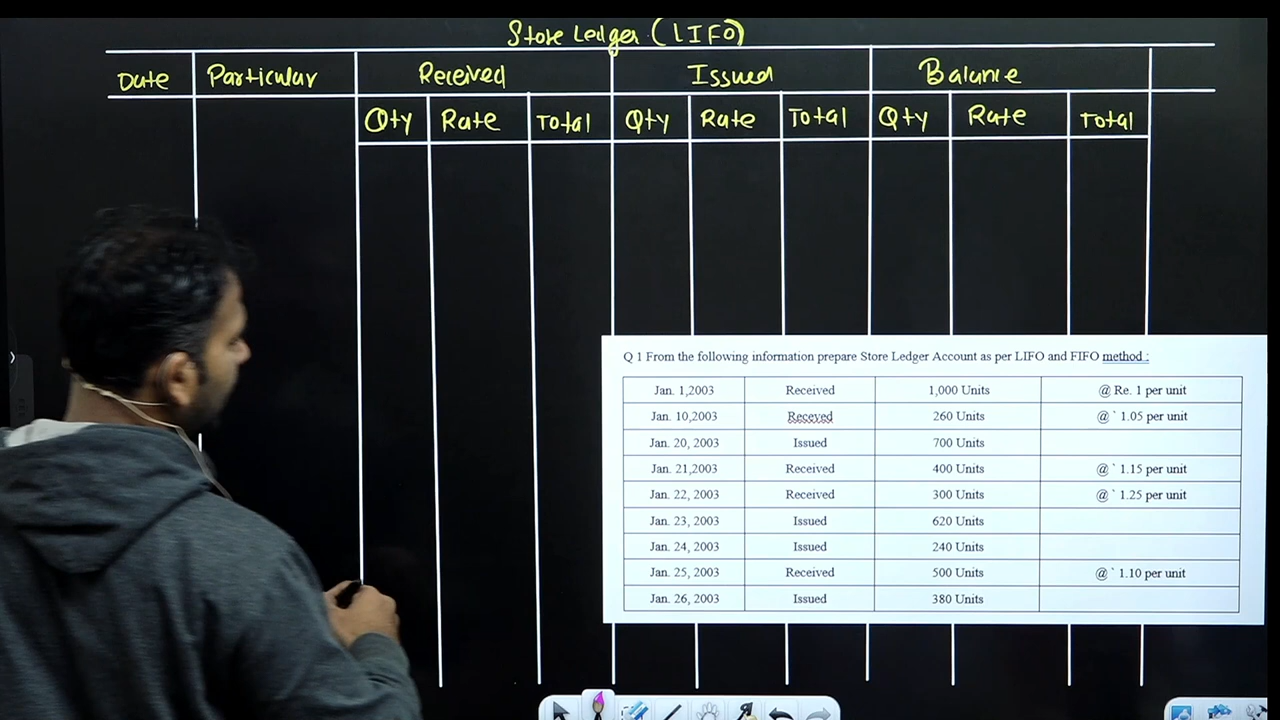 Store Ledger (LIFO)
Date Particular Received Issued Balance
Qty Rate Total Qty Rate Total Qty Rate Total
Q 1 From the following information prepare Store Ledger Account as per LIFO and FIFO method :
Jan. 1,2003 Received 1,000 Units @ Re. 1 per unit
Jan. 10,2003 Receved 260 Units @ ` 1.05 per unit
Jan. 20, 2003 Issued 700 Units
Jan. 21,2003 Received 400 Units @ ` 1.15 per unit
Jan. 22, 2003 Received 300 Units @ ` 1.25 per unit
Jan. 23, 2003 Issued 620 Units
Jan. 24, 2003 Issued 240 Units
Jan. 25, 2003 Received 500 Units @ ` 1.10 per unit
Jan. 26, 2003 Issued 380 Units